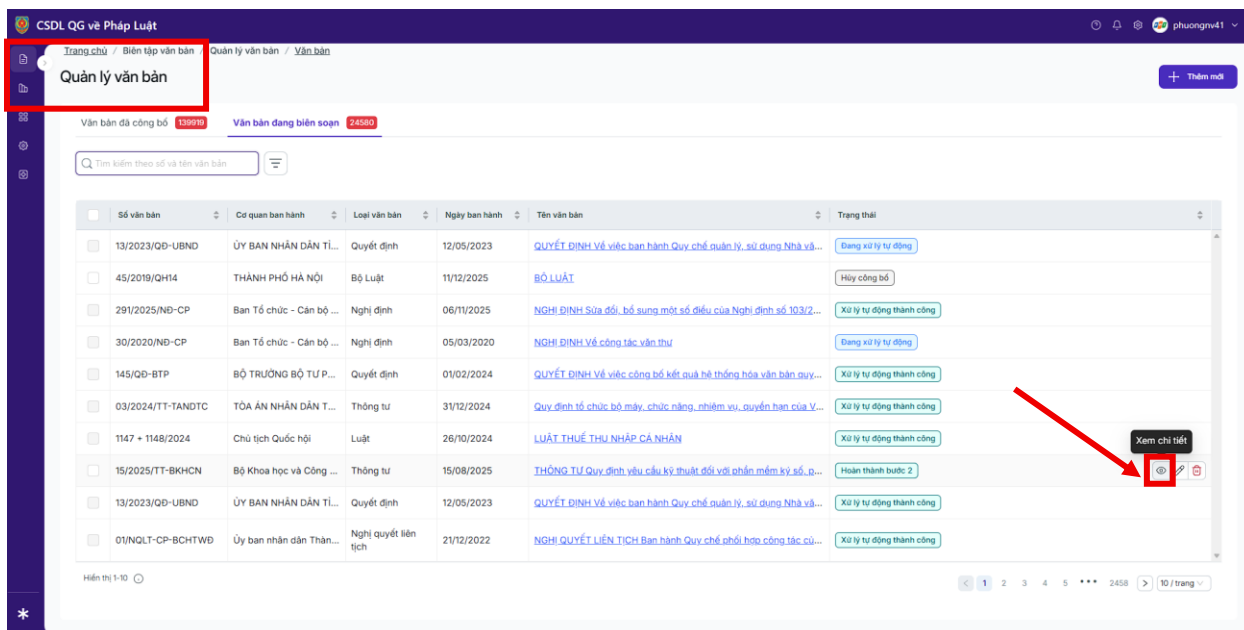 CSDL QG về Pháp Luật
phuongnv41
Trang chủ / Biên tập văn bản / Quản lý văn bản / Văn bản
Quản lý văn bản
Thêm mới
Văn bản đã công bố 139919 Văn bản đang biên soạn 24580
Tìm kiếm theo số và tên văn bản
Số văn bản Cơ quan ban hành Loại văn bản Ngày ban hành Tên văn bản Trạng thái
13/2023/QĐ-UBND ỦY BAN NHÂN DÂN TỈ... Quyết định 12/05/2023 QUYẾT ĐỊNH Về việc ban hành Quy chế quản lý, sử dụng Nhà vă... Đang xử lý tự động
45/2019/QH14 THÀNH PHỐ HÀ NỘI Bộ Luật 11/12/2025 BỘ LUẬT Hủy công bố
291/2025/NĐ-CP Ban Tổ chức - Cán bộ ... Nghị định 06/11/2025 NGHỊ ĐỊNH Sửa đổi, bổ sung một số điều của Nghị định số 103/2... Xử lý tự động thành công
30/2020/NĐ-CP Ban Tổ chức - Cán bộ ... Nghị định 05/03/2020 NGHỊ ĐỊNH Về công tác văn thư Đang xử lý tự động
145/QĐ-BTP BỘ TRƯỞNG BỘ TƯ P... Quyết định 01/02/2024 QUYẾT ĐỊNH Về việc công bố kết quả hệ thống hóa văn bản quy... Xử lý tự động thành công
03/2024/TT-TANDTC TÒA ÁN NHÂN DÂN T... Thông tư 31/12/2024 Quy định tổ chức bộ máy, chức năng, nhiệm vụ, quyền hạn của V... Xử lý tự động thành công
1147 + 1148/2024 Chủ tịch Quốc hội Luật 26/10/2024 LUẬT THUẾ THU NHẬP CÁ NHÂN Xử lý tự động thành công
Xem chi tiết
15/2025/TT-BKHCN Bộ Khoa học và Công ... Thông tư 15/08/2025 THÔNG TƯ Quy định yêu cầu kỹ thuật đối với phần mềm ký số, p... Hoàn thành bước 2
13/2023/QĐ-UBND ỦY BAN NHÂN DÂN TỈ... Quyết định 12/05/2023 QUYẾT ĐỊNH Về việc ban hành Quy chế quản lý, sử dụng Nhà vă... Xử lý tự động thành công
01/NQLT-CP-BCHTWĐ Ủy ban nhân dân Thàn... Nghị quyết liên tịch 21/12/2022 NGHỊ QUYẾT LIÊN TỊCH Ban hành Quy chế phối hợp công tác củ... Xử lý tự động thành công
Hiển thị 1-10
1 2 3 4 5 ••• 2458 10 / trang